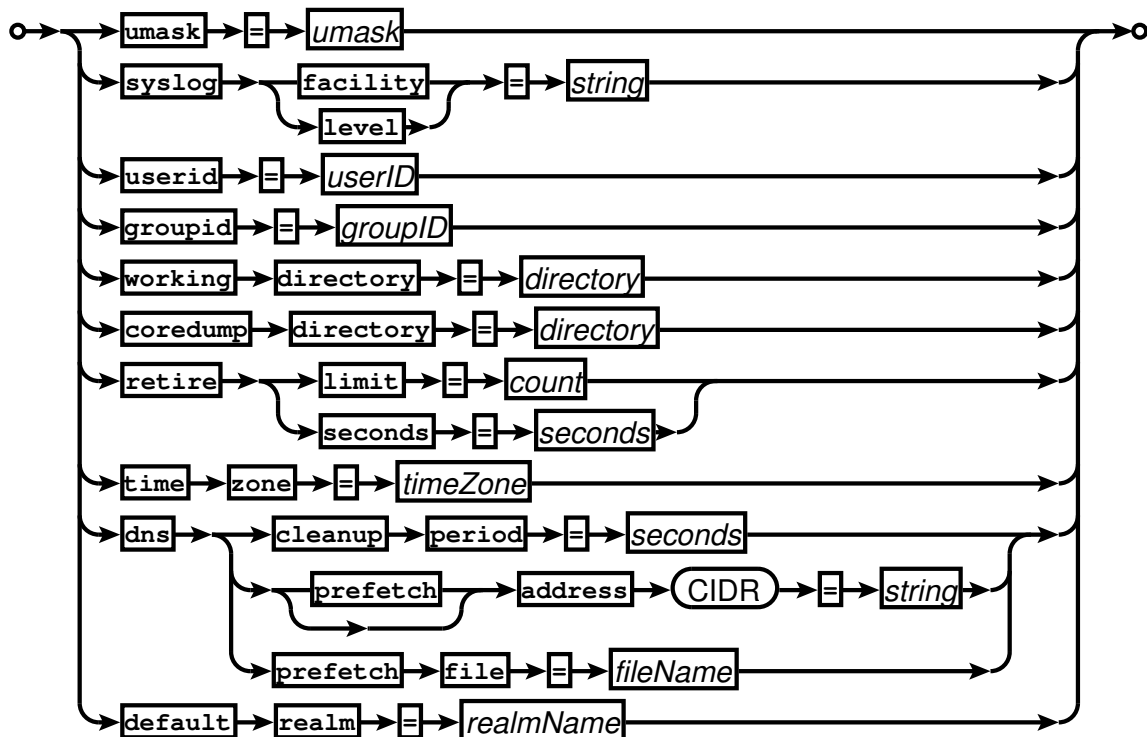 umask = umask
syslog facility = string
level
userid = userID
groupid = groupID
working directory = directory
coredump directory = directory
retire limit = count
seconds = seconds
time zone = timeZone
dns cleanup period = seconds
prefetch address CIDR = string
prefetch file = fileName
default realm = realmName